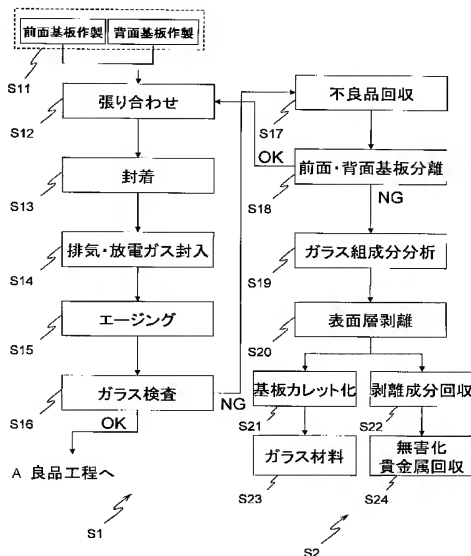 前面基板作製 背面基板作製
S11
張り合わせ
S12
封着
S13
排気・放電ガス封入
S14
エージング
S15
ガラス検査
S16
NG
OK
A 良品工程へ
S1
不良品回収
S17
OK
前面・背面基板分離
S18
NG
ガラス組成分分析
S19
表面層剥離
S20
基板カレット化 剥離成分回収
S21 S22
ガラス材料 無害化
貴金属回収
S23 S24
S2